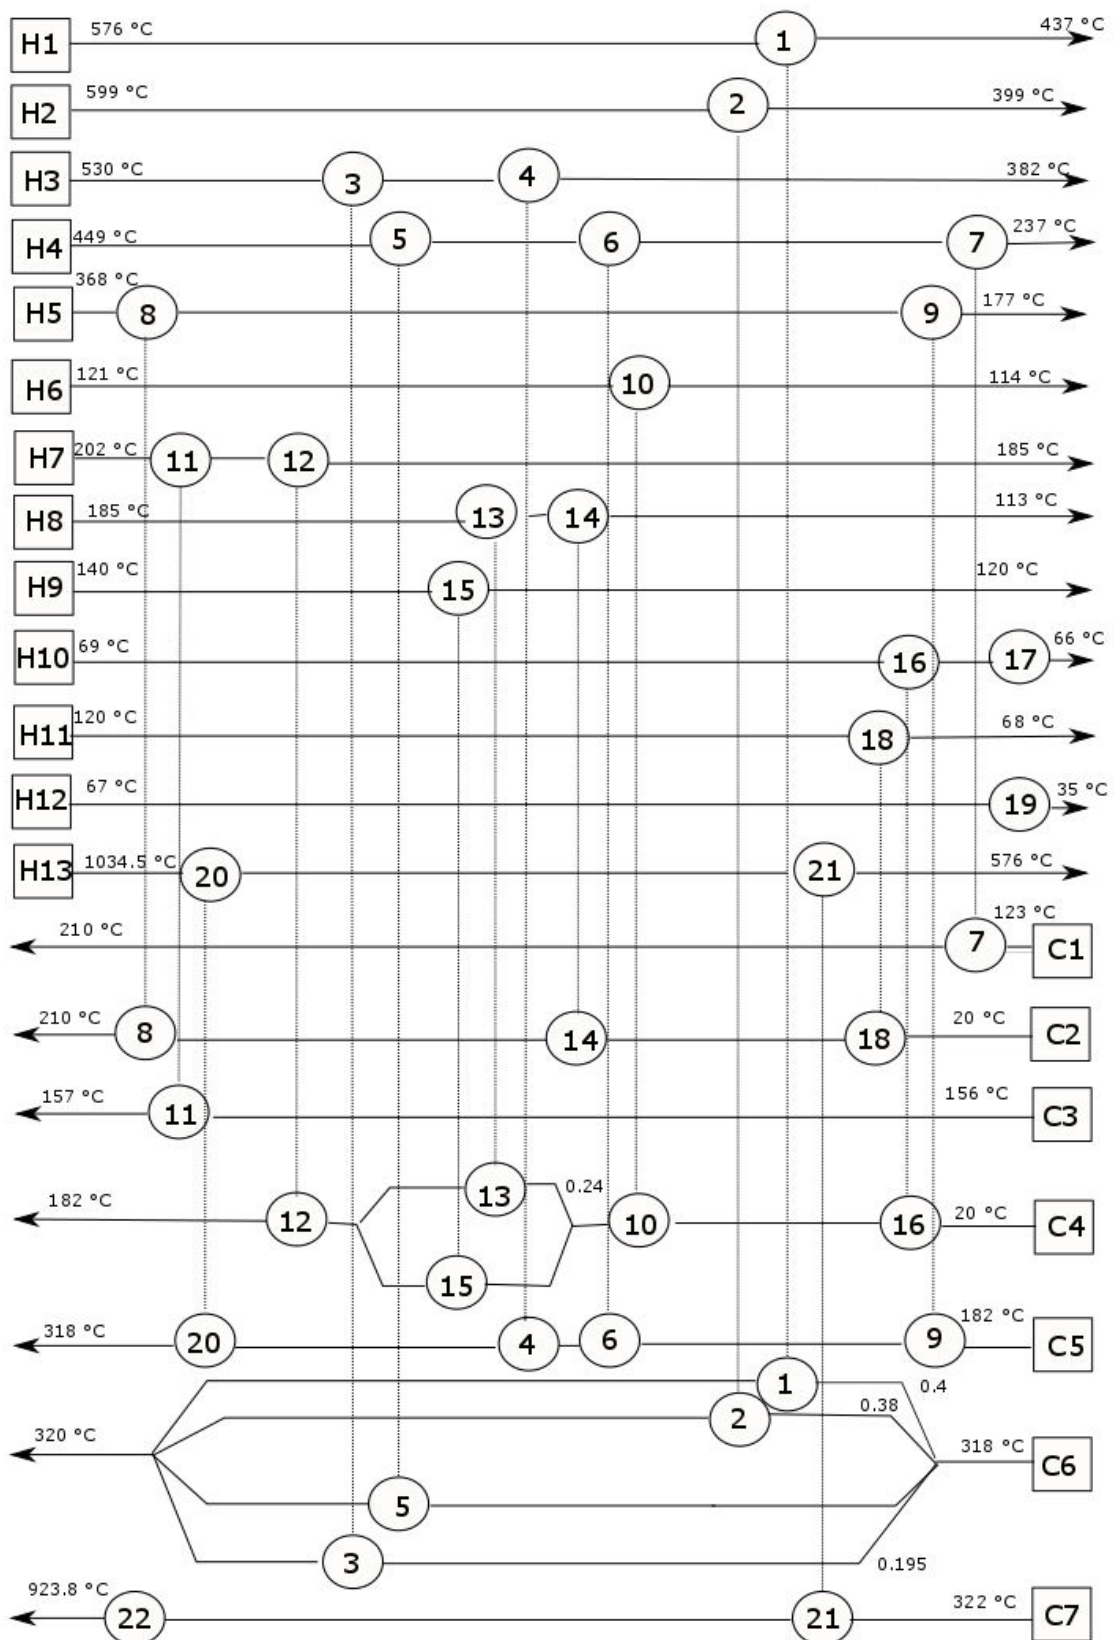 H1 576 °C 1 437 °C
H2 599 °C 2 399 °C
H3 530 °C 3 4 382 °C
H4 449 °C 5 6 7 237 °C
H5 368 °C 8 9 177 °C
H6 121 °C 10 114 °C
H7 202 °C 11 12 185 °C
H8 185 °C 13 14 113 °C
H9 140 °C 15 120 °C
H10 69 °C 16 17 66 °C
H11 120 °C 18 68 °C
H12 67 °C 19 35 °C
H13 1034.5 °C 20 21 576 °C
210 °C 7 123 °C C1
210 °C 8 14 18 20 °C C2
157 °C 11 156 °C C3
13 0.24
182 °C 12 10 16 20 °C C4
15
318 °C 20 4 6 9 182 °C C5
1 0.4
2 0.38
320 °C 318 °C C6
5
3 0.195
923.8 °C 22 21 322 °C C7